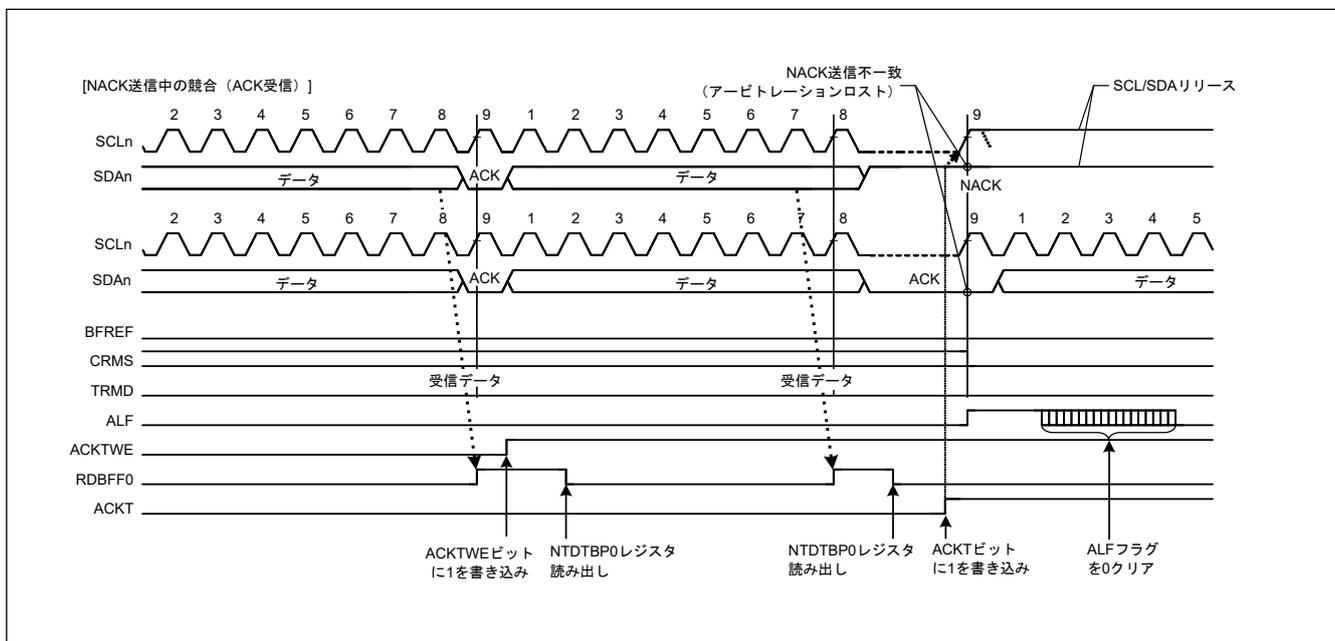 [NACK送信中の競合（ACK受信）]
NACK送信不一致
（アービトレーションロスト）
SCL/SDAリリース
2 3 4 5 6 7 8 9 1 2 3 4 5 6 7 8 9
SCLn
SDAn データ ACK データ
NACK
2 3 4 5 6 7 8 9 1 2 3 4 5 6 7 8 9 1 2 3 4 5
SCLn
SDAn データ ACK データ ACK データ
BFREF
CRMS
受信データ 受信データ
TRMD
ALF
ACKTWE
RDBFF0
ACKT
ACKTWEビット
に1を書き込み
NTDTBP0レジスタ
読み出し
NTDTBP0レジスタ
読み出し
ACKTビット
に1を書き込み
ALFフラグ
を0クリア